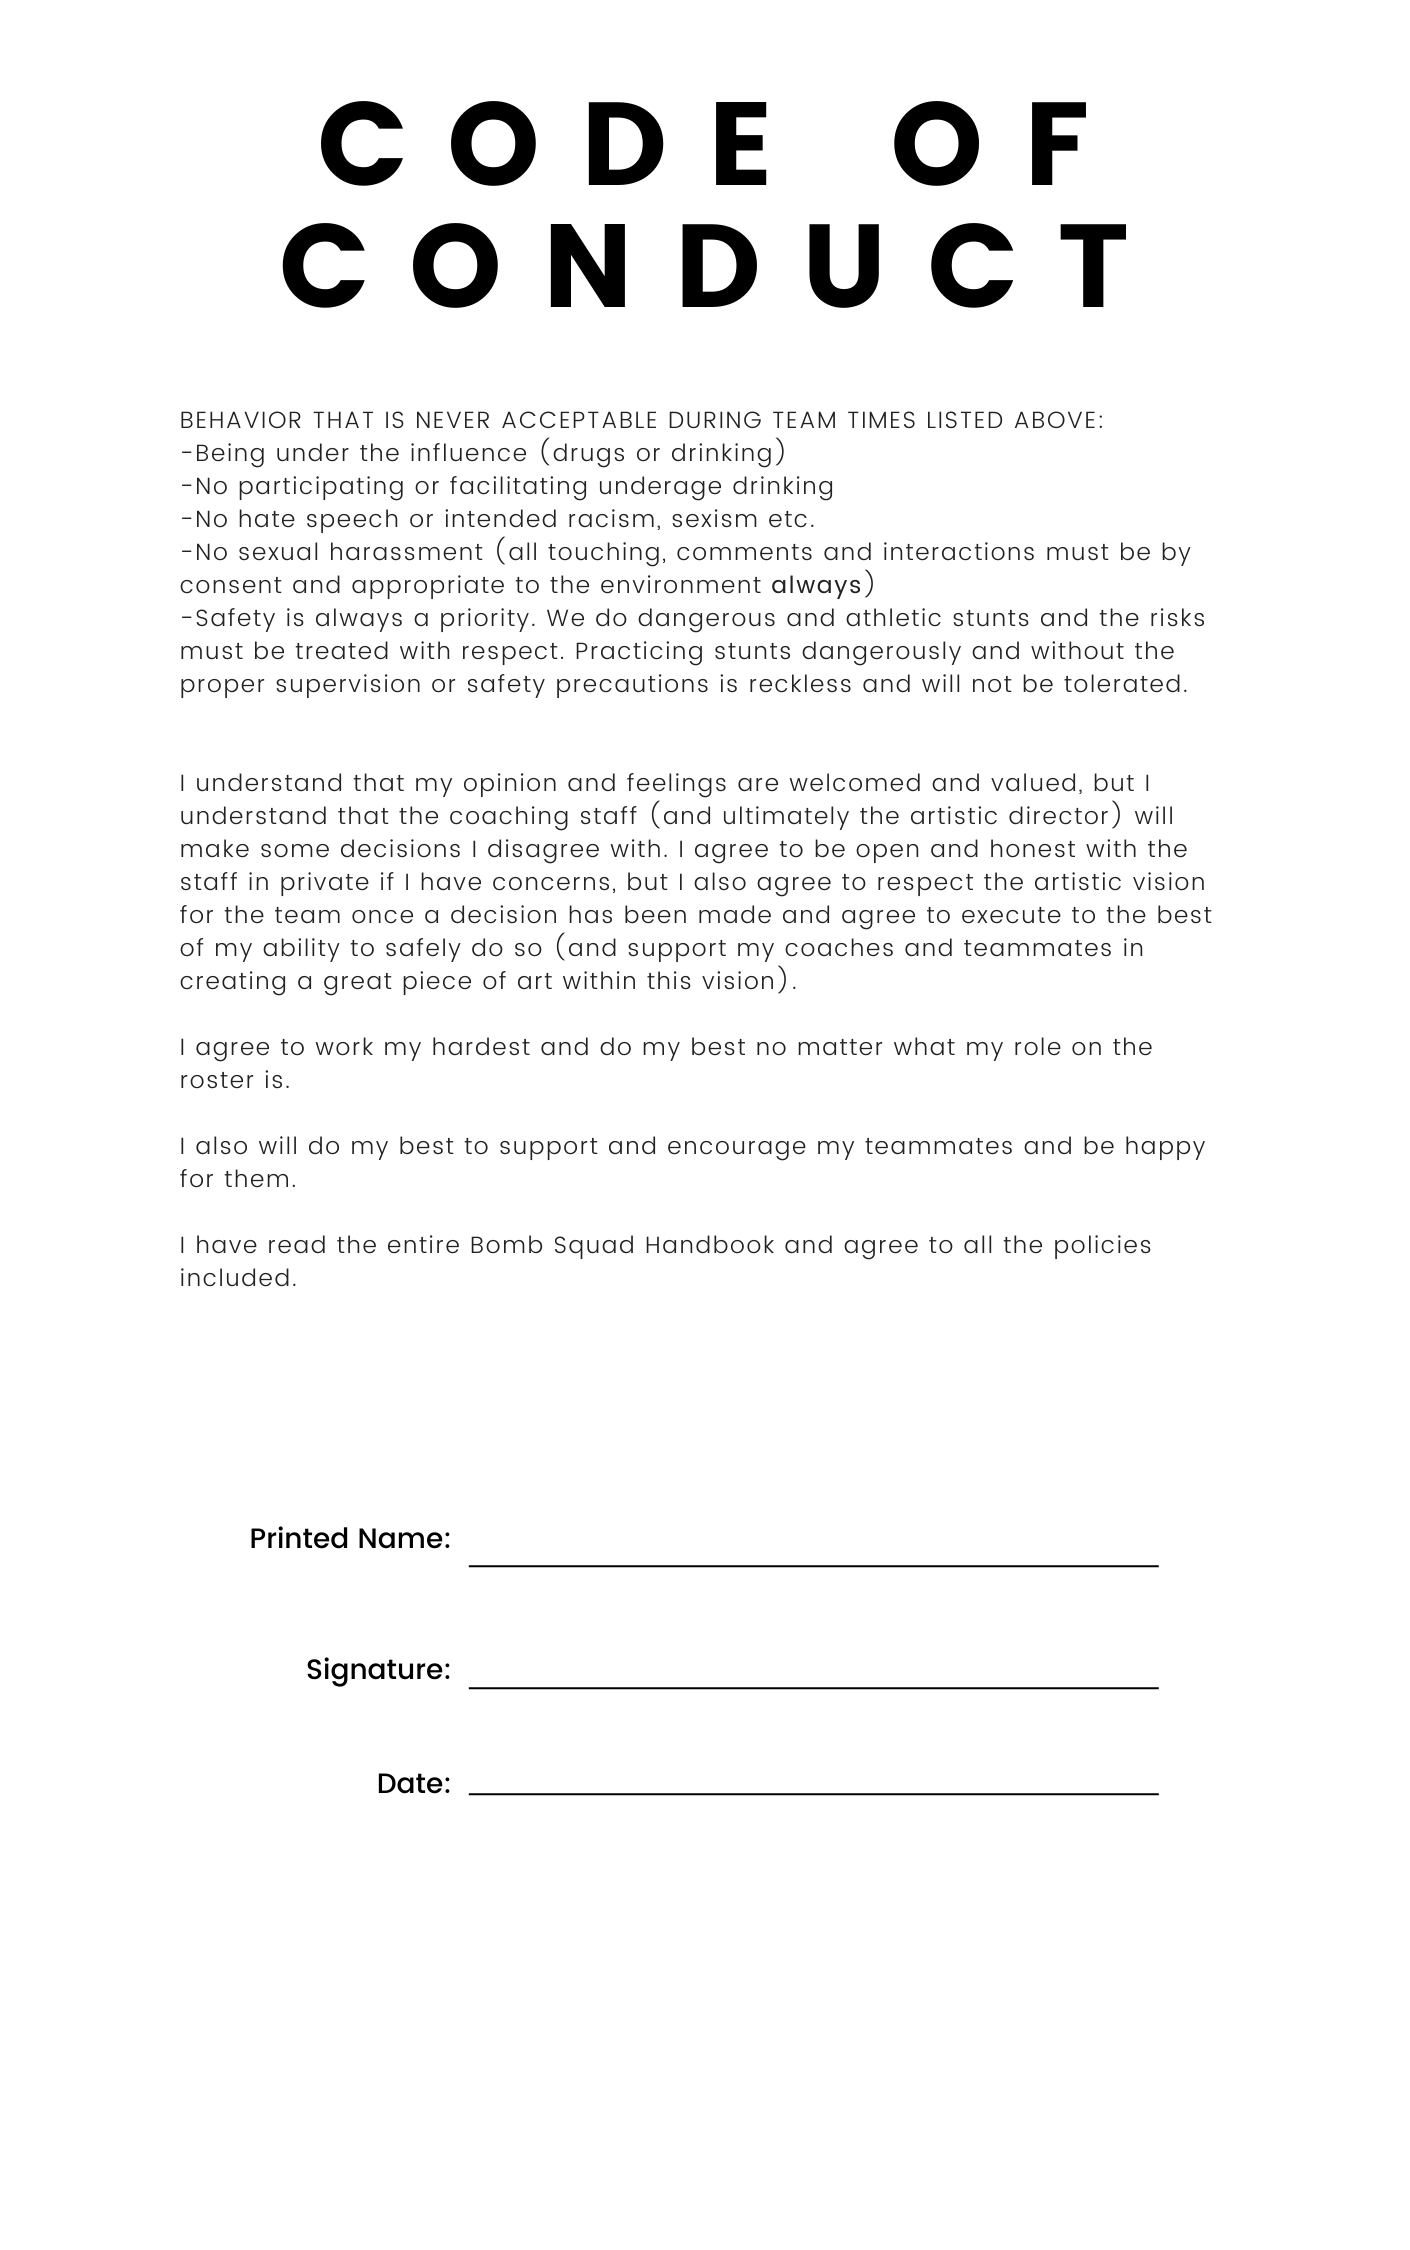 CODE OF
CONDUCT
BEHAVIOR THAT IS NEVER ACCEPTABLE DURING TEAM TIMES LISTED ABOVE:
-Being under the influence (drugs or drinking)
-No participating or facilitating underage drinking
-No hate speech or intended racism, sexism etc.
-No sexual harassment (all touching, comments and interactions must be by
consent and appropriate to the environment always)
-Safety is always a priority. We do dangerous and athletic stunts and the risks
must be treated with respect. Practicing stunts dangerously and without the
proper supervision or safety precautions is reckless and will not be tolerated.
I understand that my opinion and feelings are welcomed and valued, but I
understand that the coaching staff (and ultimately the artistic director) will
make some decisions I disagree with. I agree to be open and honest with the
staff in private if I have concerns, but I also agree to respect the artistic vision
for the team once a decision has been made and agree to execute to the best
of my ability to safely do so (and support my coaches and teammates in
creating a great piece of art within this vision).
I agree to work my hardest and do my best no matter what my role on the
roster is.
I also will do my best to support and encourage my teammates and be happy
for them.
I have read the entire Bomb Squad Handbook and agree to all the policies
included.
Printed Name:
Signature:
Date: